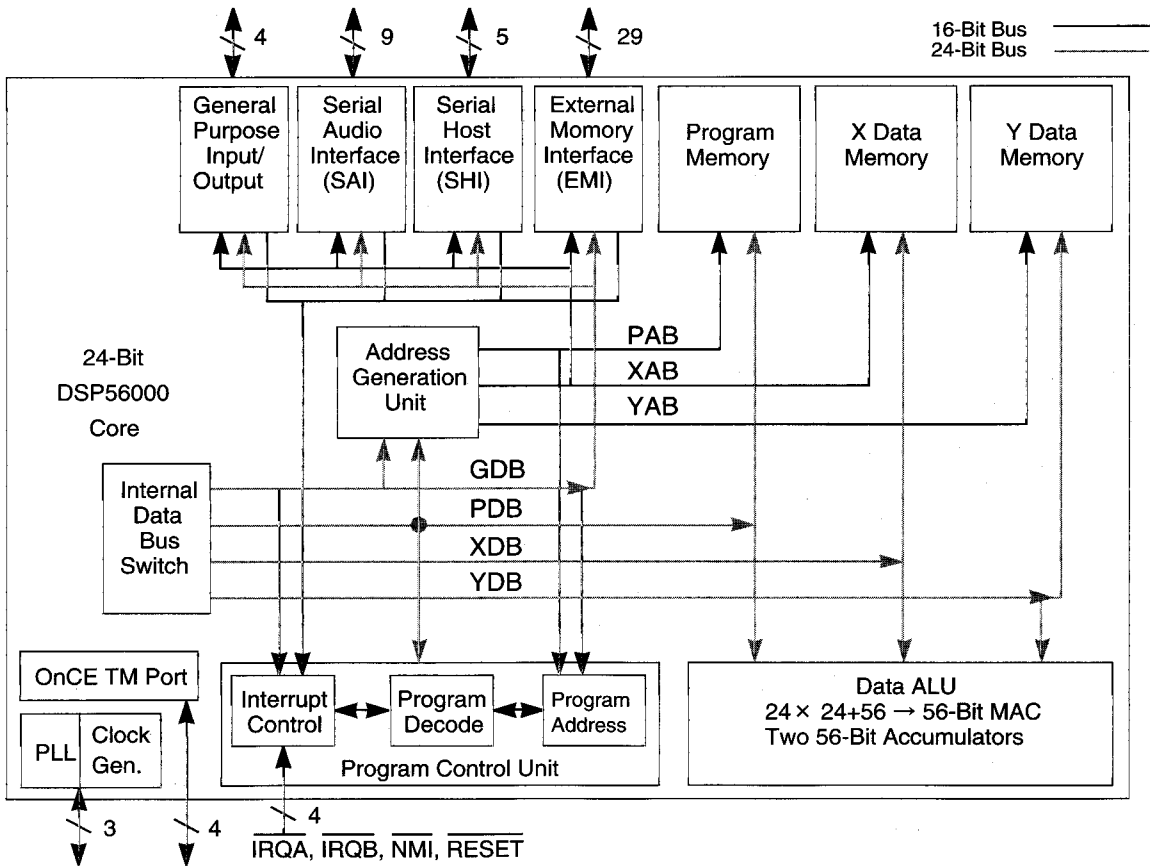 4
9
5
29
16-Bit Bus
24-Bit Bus
General
Purpose
Input/
Output
Serial
Audio
Interface
(SAI)
Serial
Host
Interface
(SHI)
External
Momory
Interface
(EMI)
Program
Memory
X Data
Memory
Y Data
Memory
24-Bit
DSP56000
Core
Address
Generation
Unit
PAB
XAB
YAB
Internal
Data
Bus
Switch
GDB
PDB
XDB
YDB
OnCE TM Port
PLL
Clock
Gen.
Interrupt
Control
Program
Decode
Program
Address
Program Control Unit
Data ALU
24 × 24+56 → 56-Bit MAC
Two 56-Bit Accumulators
3
4
4
IRQA, IRQB, NMI, RESET